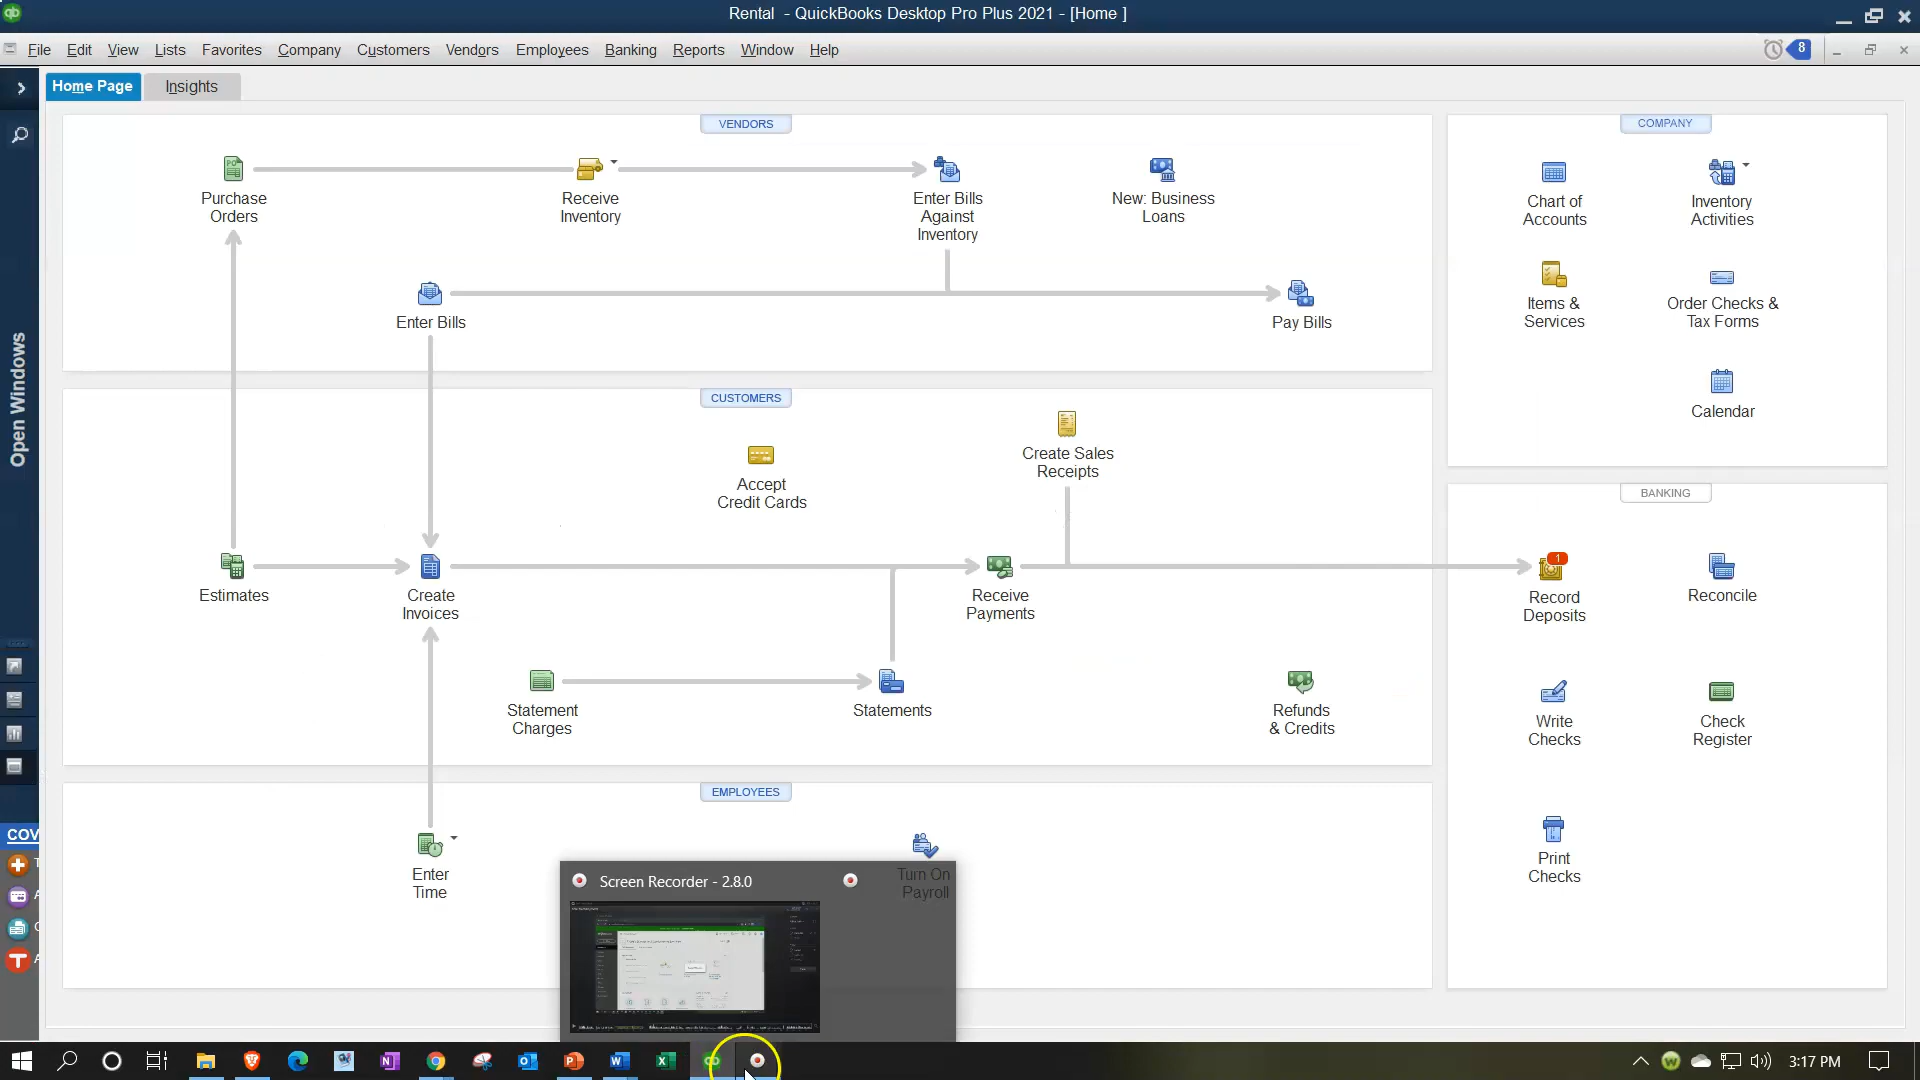 Rental - QuickBooks Desktop Pro Plus 2021 - [Home ]
File Edit View Lists Favorites Company Customers Vendors Employees Banking Reports Window Help
8
Home Page Insights
Open Windows
COV
VENDORS
Purchase
Orders
Receive
Inventory
Enter Bills
Against
Inventory
New: Business
Loans
Enter Bills
Pay Bills
CUSTOMERS
Accept
Credit Cards
Create Sales
Receipts
Estimates
Create
Invoices
Receive
Payments
Statement
Charges
Statements
Refunds
& Credits
EMPLOYEES
Enter
Time
Turn On
Payroll
COMPANY
Chart of
Accounts
Inventory
Activities
Items &
Services
Order Checks &
Tax Forms
Calendar
BANKING
1
Record
Deposits
Reconcile
Write
Checks
Check
Register
Print
Checks
Screen Recorder - 2.8.0
3:17 PM